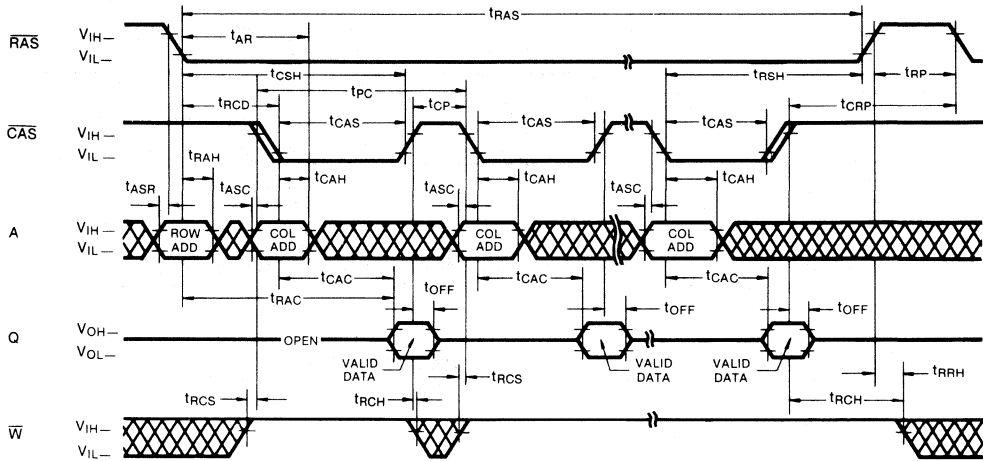 tRAS
RAS
VIH—
VIL—
tAR
tCSH
tRSH
tRP
tPC
tRCD
tCP
tCRP
CAS
VIH—
VIL—
tCAS
tCAS
tCAS
tRAH
tCAH
tCAH
tCAH
tASR
tASC
tASC
tASC
A
VIH—
VIL—
ROW ADD
COL ADD
COL ADD
COL ADD
tCAC
tCAC
tCAC
tRAC
tOFF
tOFF
tOFF
Q
VOH—
VOL—
OPEN
VALID DATA
VALID DATA
VALID DATA
tRCS
tRRH
tRCS
tRCH
tRCH
W
VIH—
VIL—